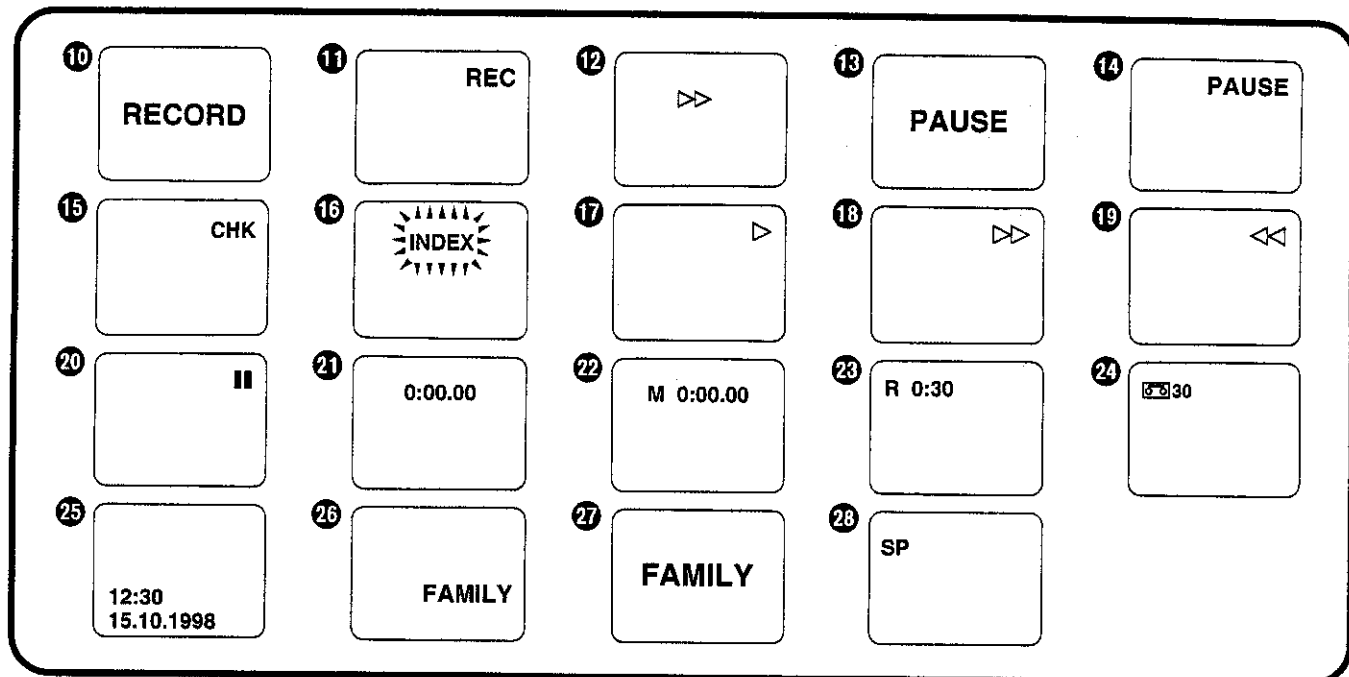 10 RECORD
11 REC
12 ▷▷
13 PAUSE
14 PAUSE
15 CHK
16 INDEX
17 ▷
18 ▷▷
19 ◁◁
20 ▮▮
21 0:00.00
22 M 0:00.00
23 R 0:30
24 30
25 12:30
15.10.1998
26 FAMILY
27 FAMILY
28 SP